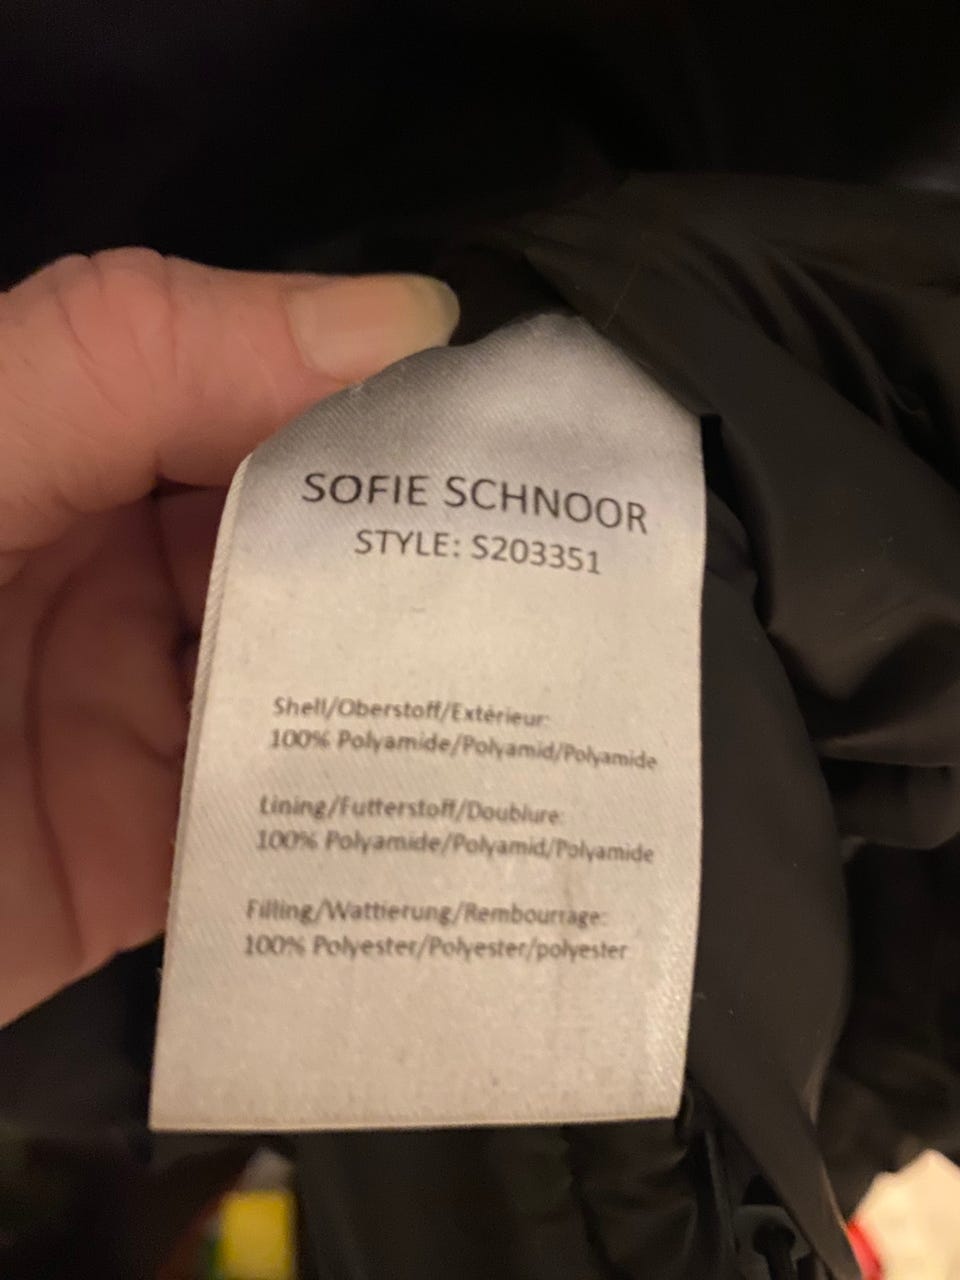 SOFIE SCHNOOR
STYLE: S203351
Shell/Oberstoff/Extérieur:
100% Polyamide/Polyamid/Polyamide
Lining/Futterstoff/Doublure:
100% Polyamide/Polyamid/Polyamide
Filling/Wattierung/Rembourrage:
100% Polyester/Polyester/polyester